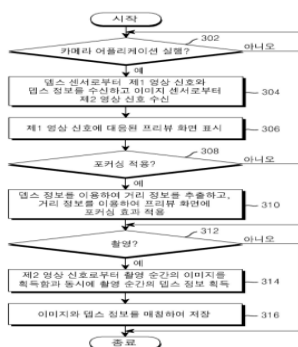 시작
302
카메라 어플리케이션 실행?
아니오
예
뎁스 센서로부터 제1 영상 신호와
뎁스 정보를 수신하고 이미지 센서로부터
제2 영상 신호 수신
304
제1 영상 신호에 대응된 프리뷰 화면 표시
306
308
포커싱 적용?
아니오
예
뎁스 정보를 이용하여 거리 정보를 추출하고,
거리 정보를 이용하여 프리뷰 화면에
포커싱 효과 적용
310
312
촬영?
아니오
예
제2 영상 신호로부터 촬영 순간의 이미지를
획득함과 동시에 촬영 순간의 뎁스 정보 획득
314
이미지와 뎁스 정보를 매칭하여 저장
316
종료